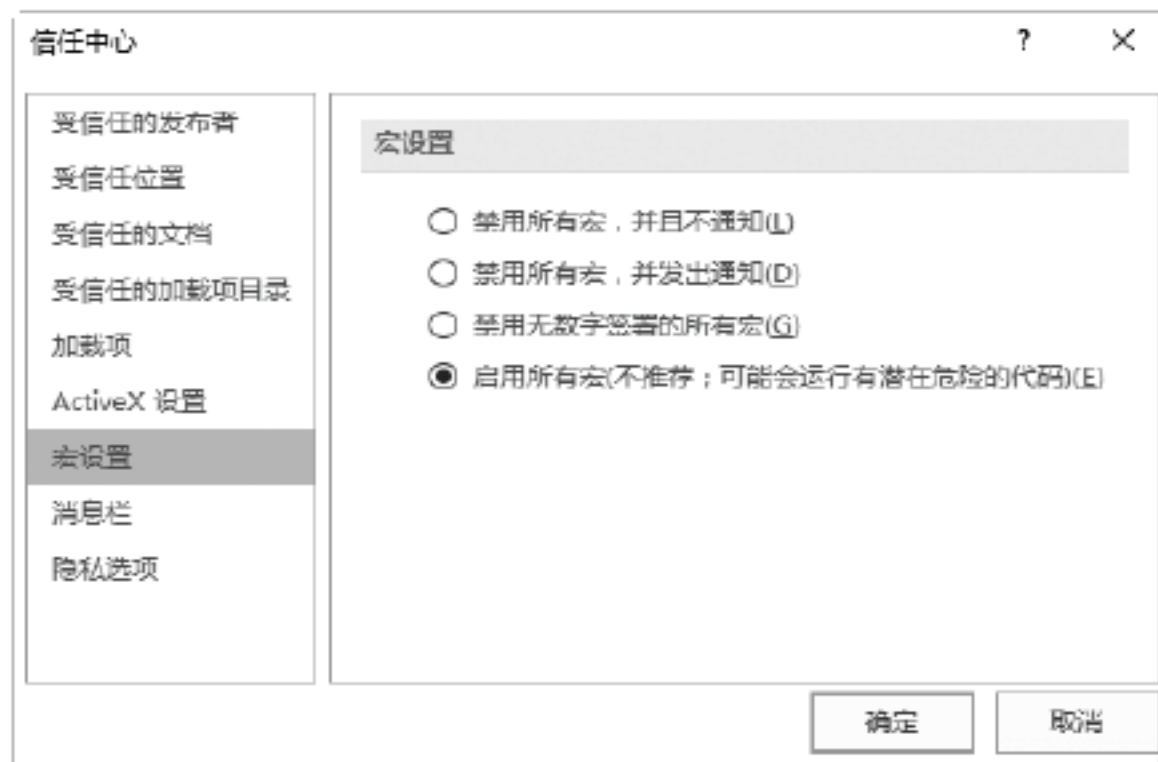 信任中心
?
×
受信任的发布者
受信任位置
受信任的文档
受信任的加载项目录
加载项
ActiveX 设置
宏设置
消息栏
隐私选项
宏设置
禁用所有宏，并且不通知(L)
禁用所有宏，并发出通知(D)
禁用无数字签署的所有宏(G)
启用所有宏(不推荐；可能会运行有潜在危险的代码)(E)
确定
取消